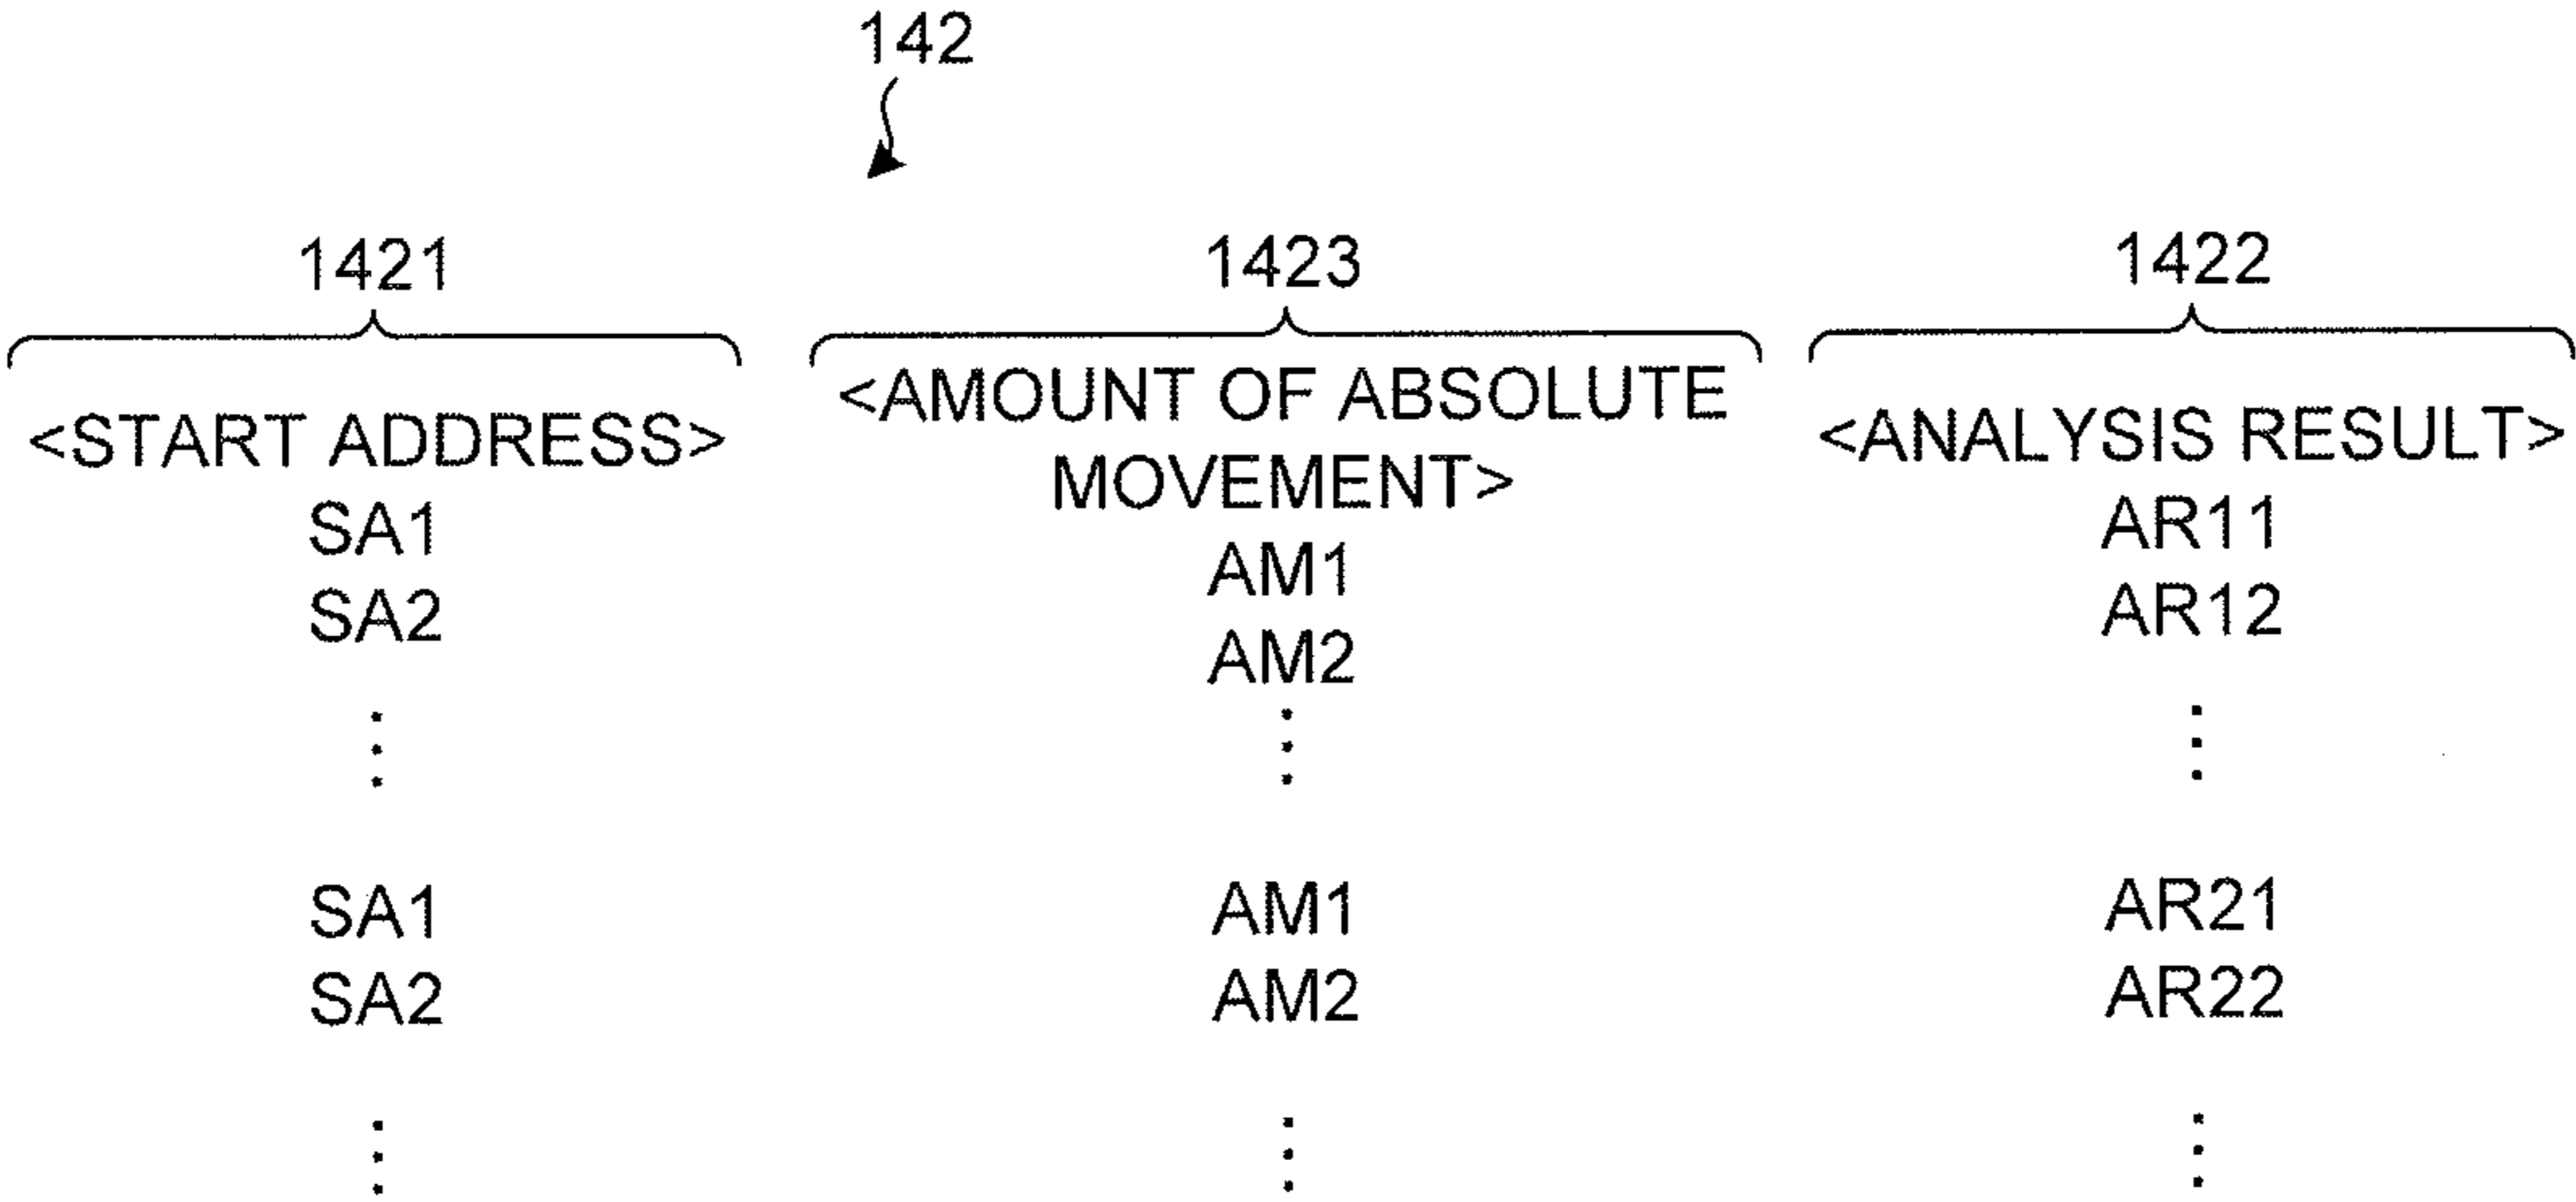 142
1421 1423 1422
<START ADDRESS> <AMOUNT OF ABSOLUTE MOVEMENT> <ANALYSIS RESULT>
SA1 AM1 AR11
SA2 AM2 AR12
SA1 AM1 AR21
SA2 AM2 AR22